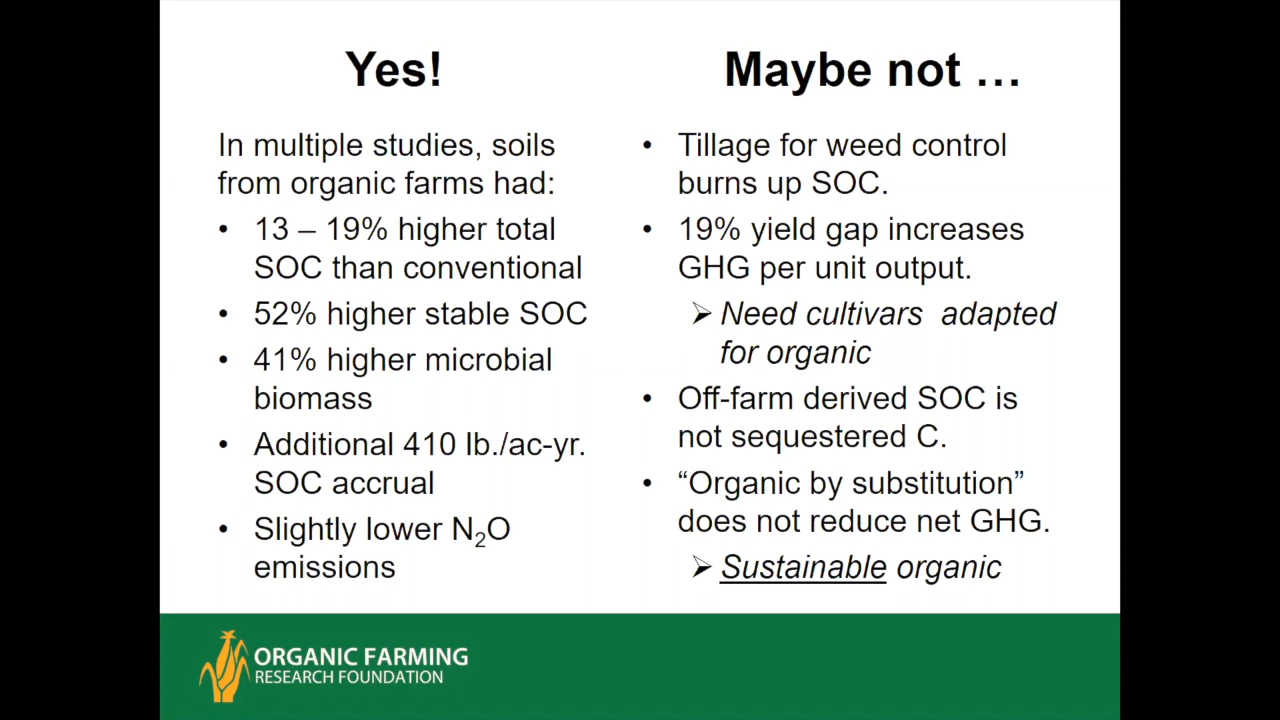 Yes!
In multiple studies, soils
from organic farms had:
• 13 – 19% higher total
SOC than conventional
• 52% higher stable SOC
• 41% higher microbial
biomass
• Additional 410 lb./ac-yr.
SOC accrual
• Slightly lower N₂O
emissions
Maybe not …
• Tillage for weed control
burns up SOC.
• 19% yield gap increases
GHG per unit output.
➢ Need cultivars adapted
for organic
• Off-farm derived SOC is
not sequestered C.
• “Organic by substitution”
does not reduce net GHG.
➢ Sustainable organic
ORGANIC FARMING
RESEARCH FOUNDATION